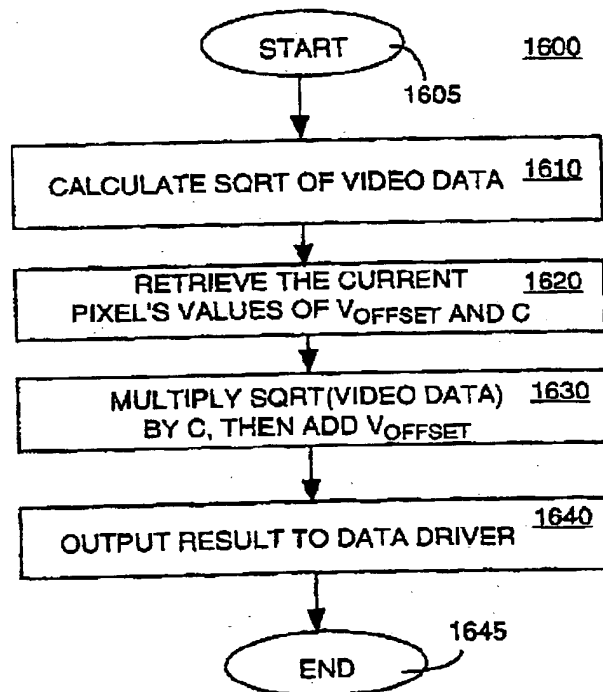 START
1600
1605
CALCULATE SQRT OF VIDEO DATA 1610
RETRIEVE THE CURRENT
PIXEL'S VALUES OF VOFFSET AND C
1620
MULTIPLY SQRT(VIDEO DATA)
BY C, THEN ADD VOFFSET
1630
OUTPUT RESULT TO DATA DRIVER 1640
1645
END